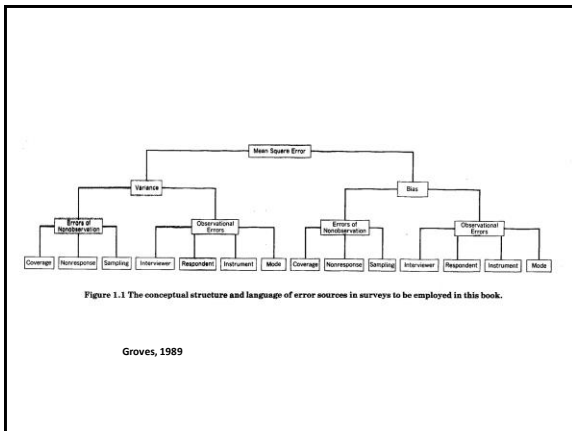 Mean Square Error
Variance
Bias
Errors of
Nonobservation
Observational
Errors
Errors of
Nonobservation
Observational
Errors
Coverage
Nonresponse
Sampling
Interviewer
Respondent
Instrument
Mode
Coverage
Nonresponse
Sampling
Interviewer
Respondent
Instrument
Mode
Figure 1.1 The conceptual structure and language of error sources in surveys to be employed in this book.
Groves, 1989